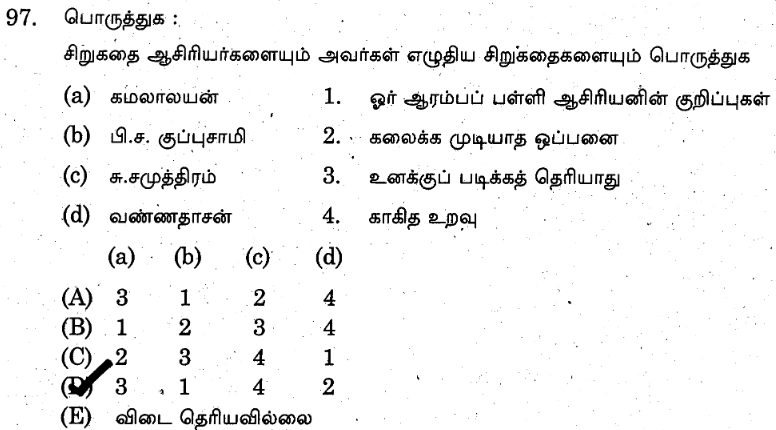 97. பொருத்துக :
சிறுகதை ஆசிரியர்களையும் அவர்கள் எழுதிய சிறுகதைகளையும் பொருத்துக
(a) கமலாலயன் 1. ஓர் ஆரம்பப் பள்ளி ஆசிரியனின் குறிப்புகள்
(b) பி.ச. குப்புசாமி 2. கலைக்க முடியாத ஒப்பனை
(c) சு.சமுத்திரம் 3. உனக்குப் படிக்கத் தெரியாது
(d) வண்ணதாசன் 4. காகித உறவு
(a) (b) (c) (d)
(A) 3 1 2 4
(B) 1 2 3 4
(C) 2 3 4 1
(D) 3 1 4 2
(E) விடை தெரியவில்லை